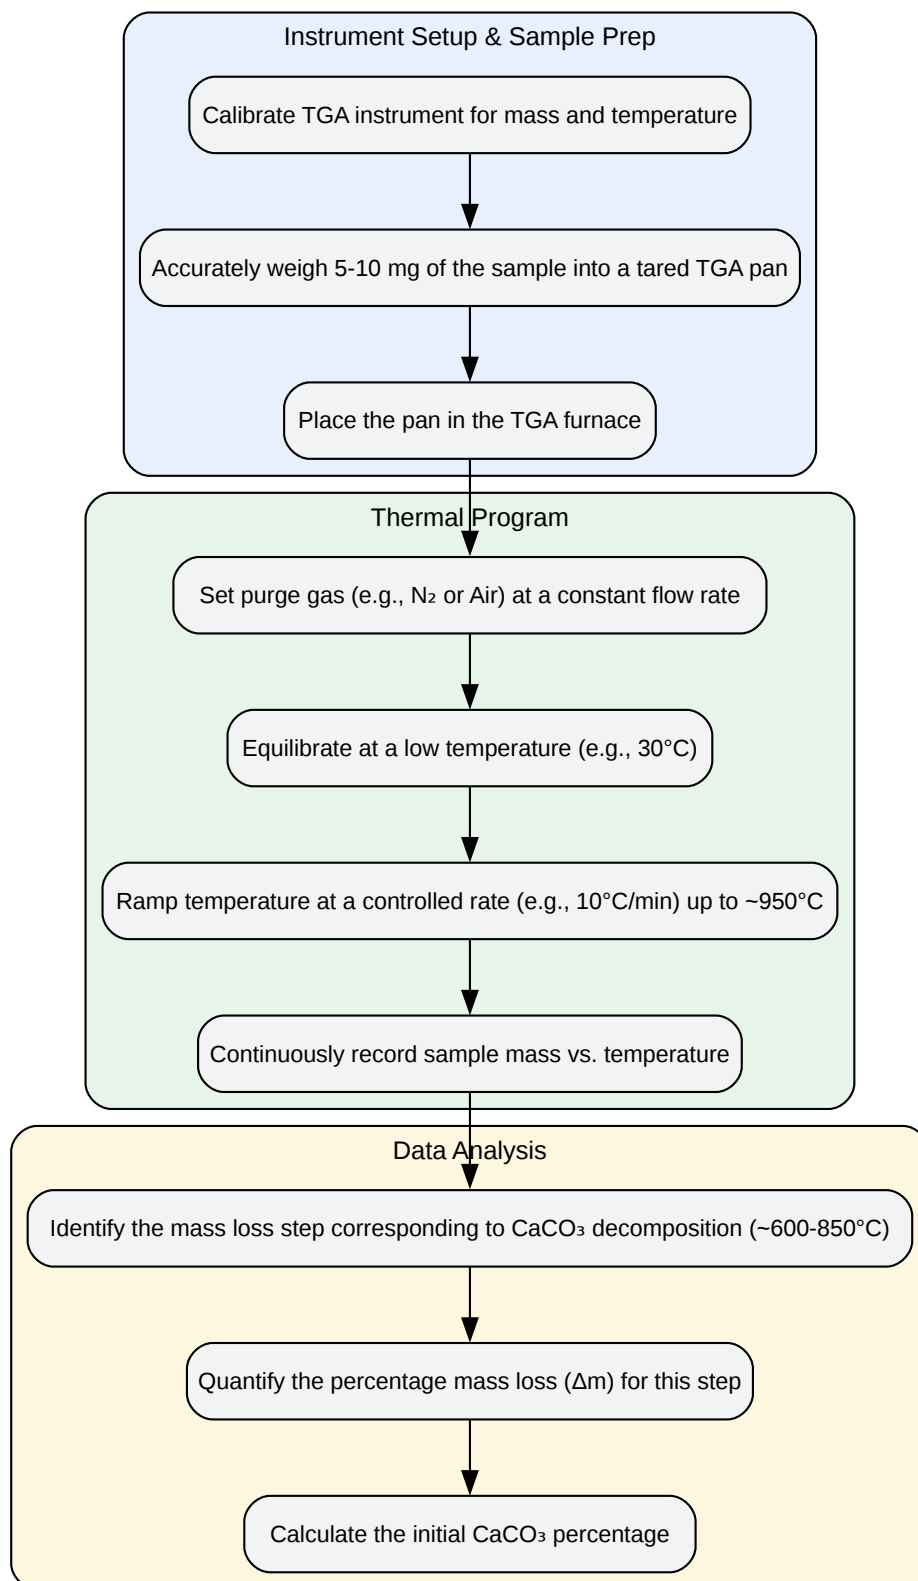 Instrument Setup & Sample Prep
Calibrate TGA instrument for mass and temperature
Accurately weigh 5-10 mg of the sample into a tared TGA pan
Place the pan in the TGA furnace
Thermal Program
Set purge gas (e.g., N₂ or Air) at a constant flow rate
Equilibrate at a low temperature (e.g., 30°C)
Ramp temperature at a controlled rate (e.g., 10°C/min) up to ~950°C
Continuously record sample mass vs. temperature
Data Analysis
Identify the mass loss step corresponding to CaCO₃ decomposition (~600-850°C)
Quantify the percentage mass loss (Δm) for this step
Calculate the initial CaCO₃ percentage